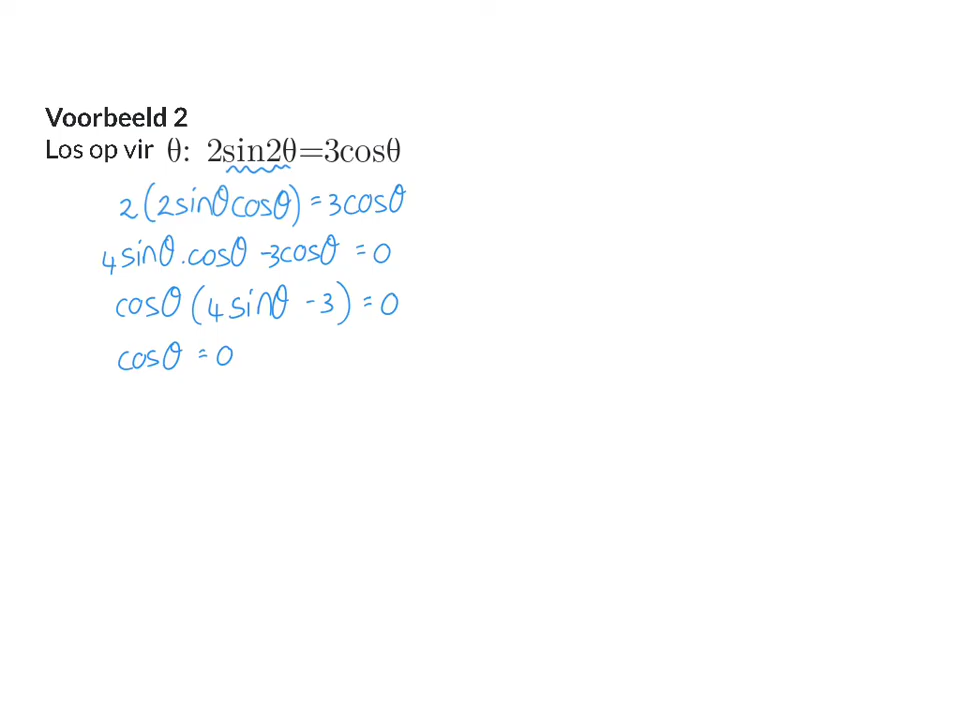 Voorbeeld 2
Los op vir θ: 2sin2θ=3cosθ
2(2sinθcosθ) = 3cosθ
4sinθ.cosθ -3cosθ = 0
cosθ(4sinθ - 3) = 0
cosθ = 0